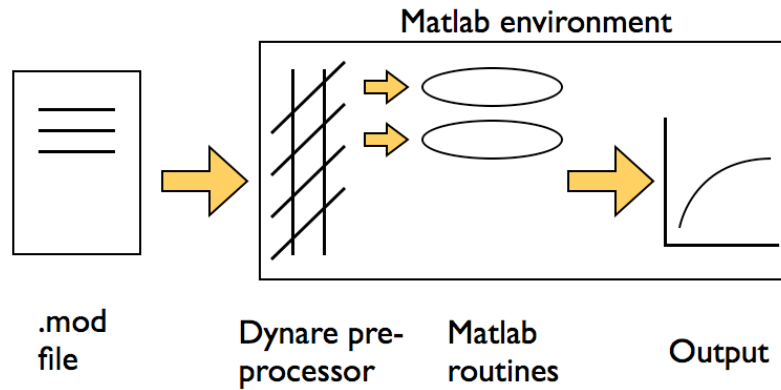 Matlab environment
.mod
file
Dynare pre-
processor
Matlab
routines
Output